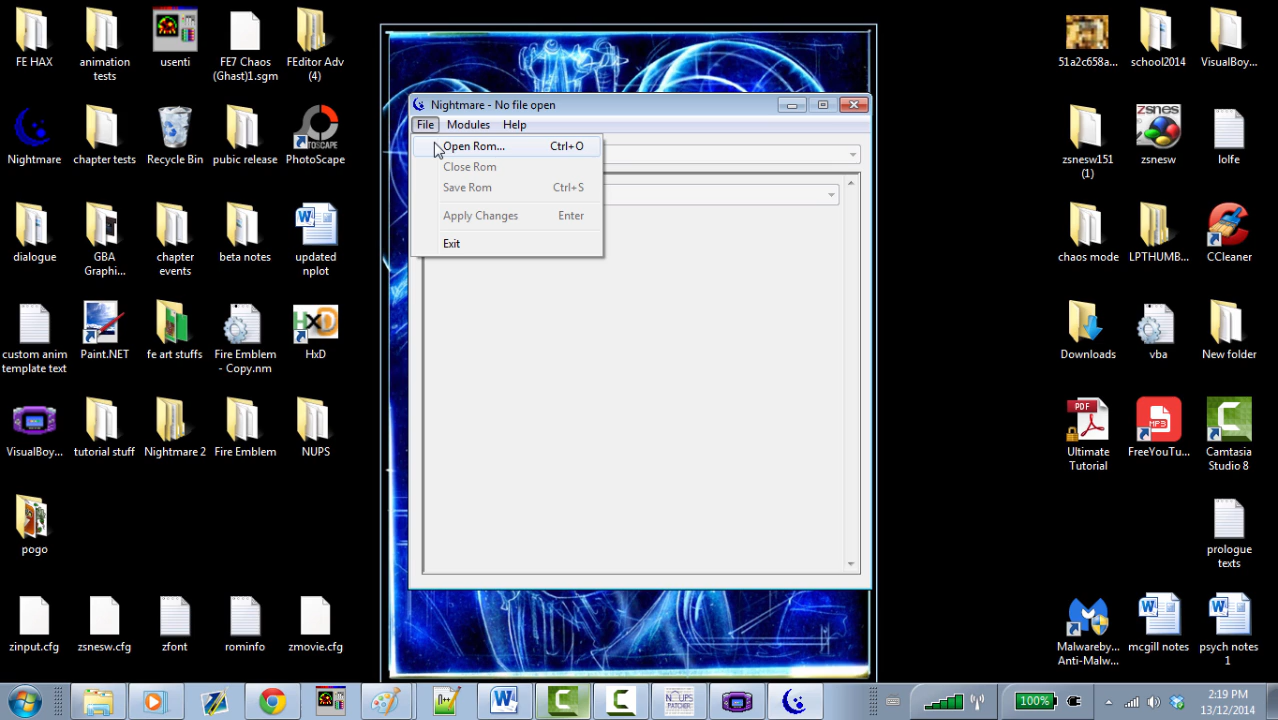 FE HAX
animation
tests
usenti
FE7 Chaos
(Ghast)1.sgm
FEditor Adv
(4)
51a2c658a...
school2014
VisualBoy...
Nightmare - No file open
File Modules Help
Open Rom... Ctrl+O
Close Rom
Save Rom Ctrl+S
Apply Changes Enter
Exit
Nightmare
chapter tests
Recycle Bin
pubic release
PhotoScape
zsnesw151
(1)
zsnesw
lolfe
dialogue
GBA
Graphi...
chapter
events
beta notes
updated
nplot
chaos mode
LPTHUMB...
CCleaner
custom anim
template text
Paint.NET
fe art stuffs
Fire Emblem
- Copy.nm
HxD
Downloads
vba
New folder
VisualBoy...
tutorial stuff
Nightmare 2
Fire Emblem
NUPS
PDF
Ultimate
Tutorial
MP3
FreeYouTu...
Camtasia
Studio 8
pogo
prologue
texts
zinput.cfg
zsnesw.cfg
zfont
rominfo
zmovie.cfg
Malwareby...
Anti-Malw...
mcgill notes
psych notes
1
NUPS
PATCHER
100%
2:19 PM
13/12/2014